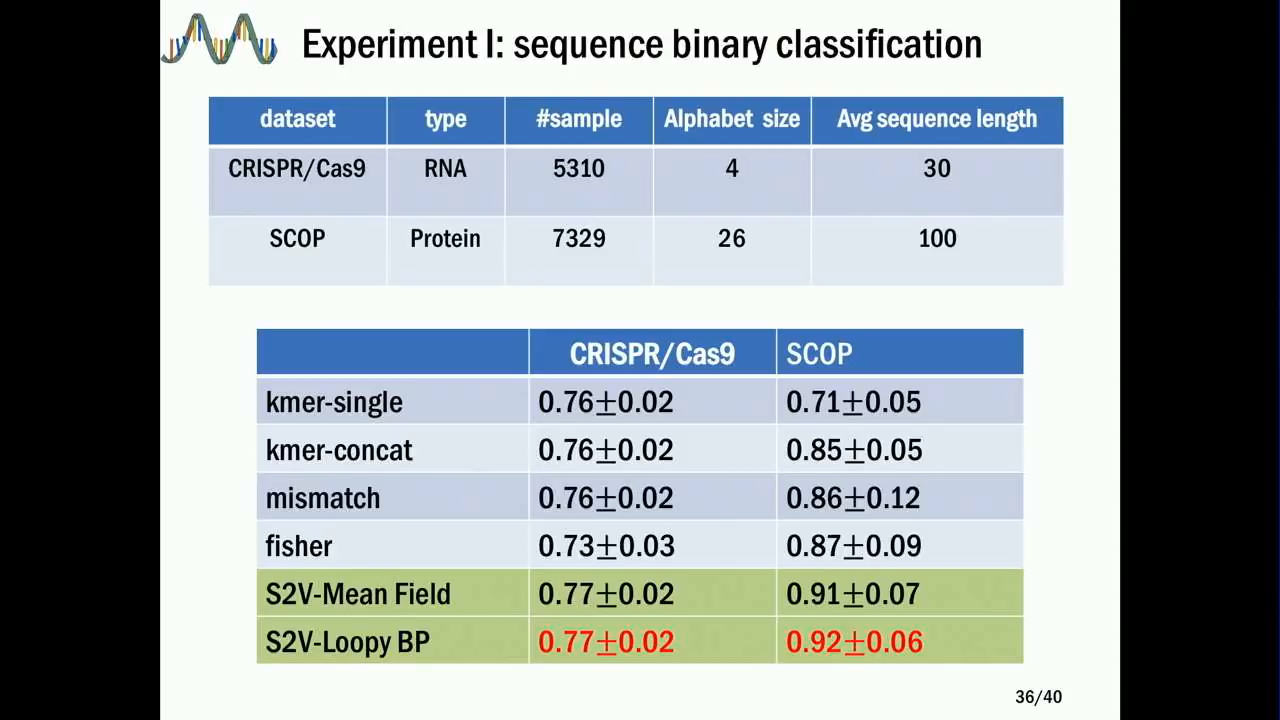 Experiment I: sequence binary classification
dataset type #sample Alphabet size Avg sequence length
CRISPR/Cas9 RNA 5310 4 30
SCOP Protein 7329 26 100
CRISPR/Cas9 SCOP
kmer-single 0.76±0.02 0.71±0.05
kmer-concat 0.76±0.02 0.85±0.05
mismatch 0.76±0.02 0.86±0.12
fisher 0.73±0.03 0.87±0.09
S2V-Mean Field 0.77±0.02 0.91±0.07
S2V-Loopy BP 0.77±0.02 0.92±0.06
36/40